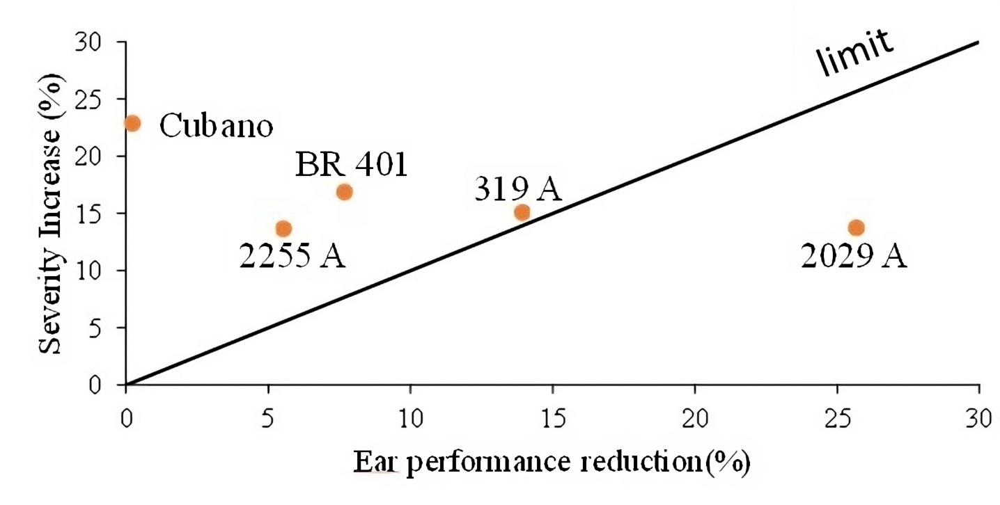 limit
30
25
20
15
10
5
0
Severity Increase (%)
Cubano
BR 401
319 A
2255 A
2029 A
0 5 10 15 20 25 30
Ear performance reduction(%)